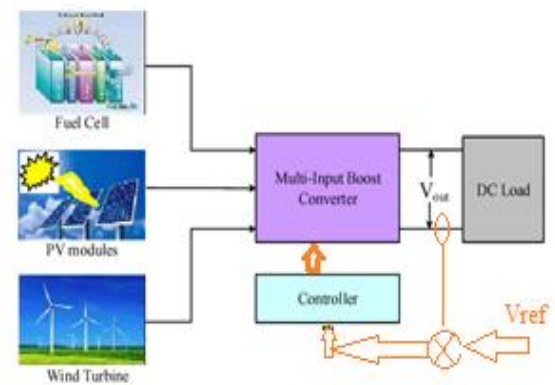 Fuel Cell
PV modules
Wind Turbine
Multi-Input Boost
Converter
Vout
DC Load
Controller
Vref